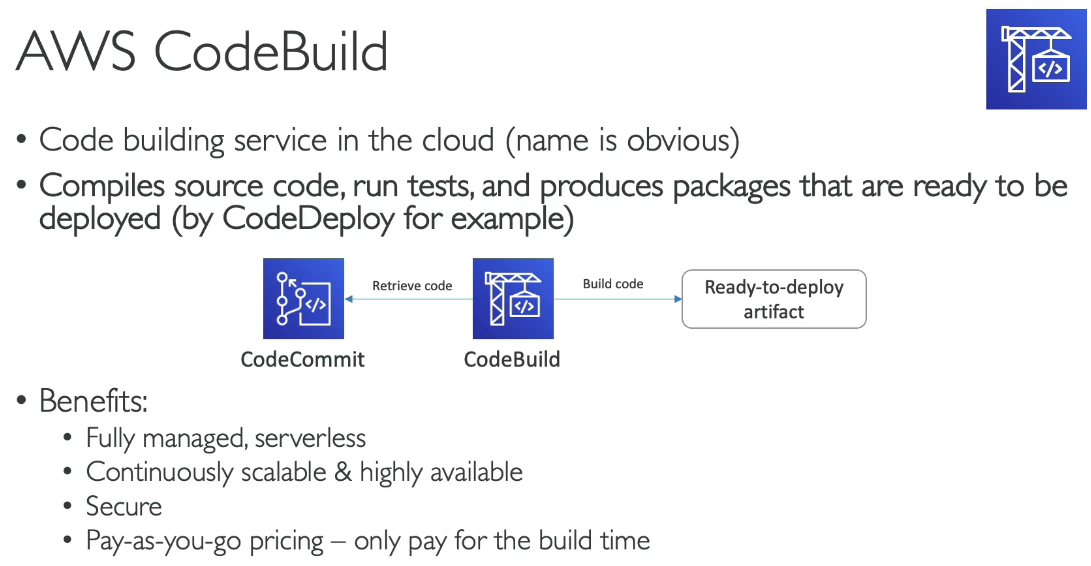 AWS CodeBuild
</>
• Code building service in the cloud (name is obvious)
• Compiles source code, run tests, and produces packages that are ready to be
deployed (by CodeDeploy for example)
Retrieve code
Build code
</>
</>
Ready-to-deploy
artifact
CodeCommit
CodeBuild
• Benefits:
• Fully managed, serverless
• Continuously scalable & highly available
• Secure
• Pay-as-you-go pricing – only pay for the build time